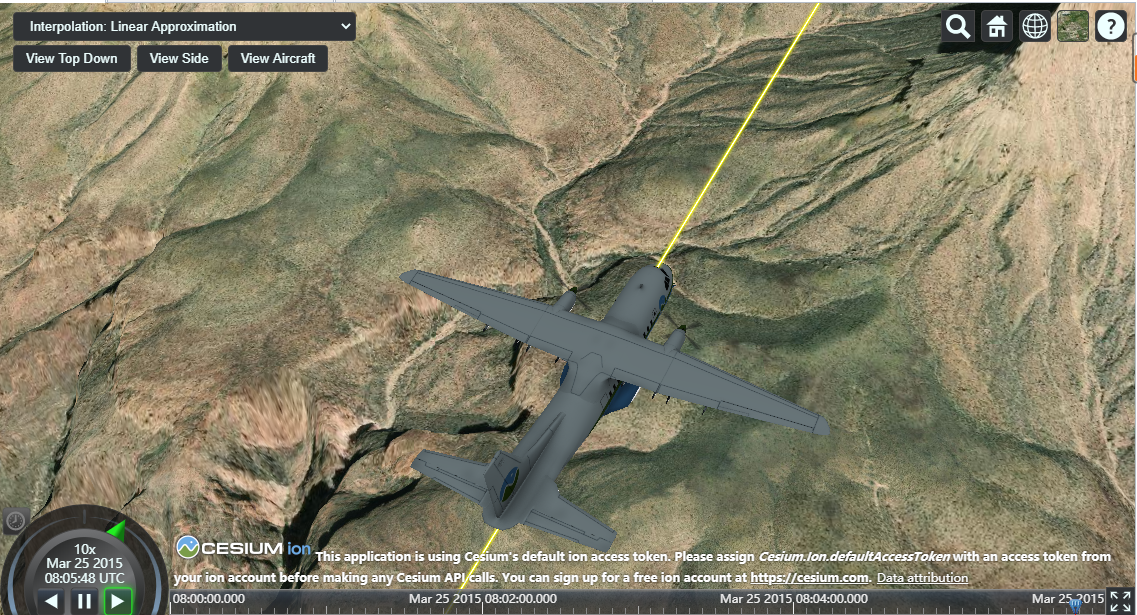 Interpolation: Linear Approximation
View Top Down View Side View Aircraft
?
10x
Mar 25 2015
08:05:48 UTC
CESIUM ion This application is using Cesium's default ion access token. Please assign Cesium.Ion.defaultAccessToken with an access token from
your ion account before making any Cesium API calls. You can sign up for a free ion account at https://cesium.com. Data attribution
08:00:00.000 Mar 25 2015 08:02:00.000 Mar 25 2015 08:04:00.000 Mar 25 2015